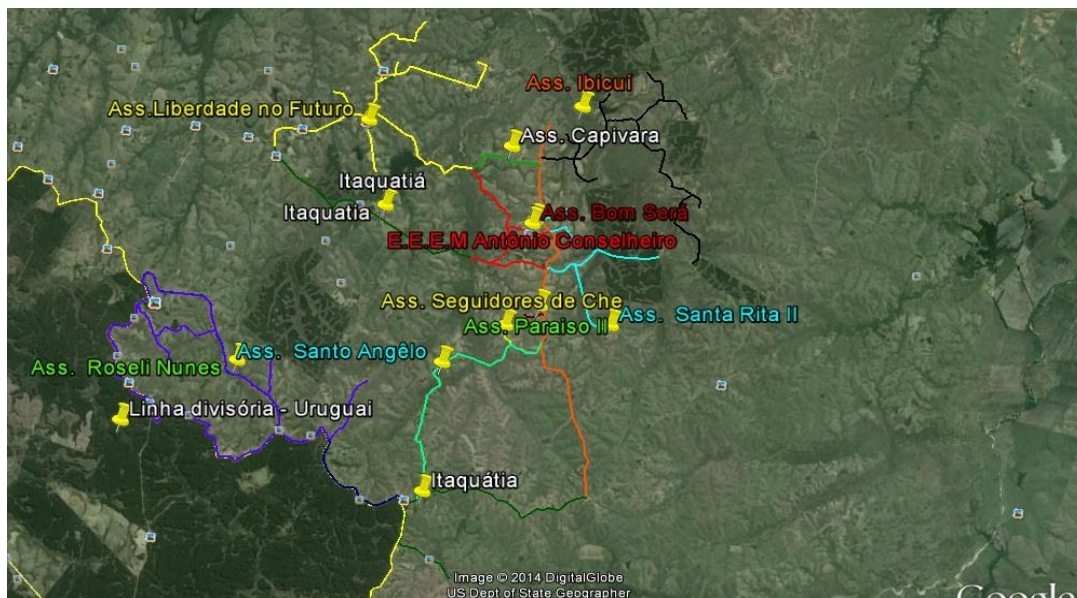 Ass. Ibicuí
Ass.Liberdade no Futuro
Ass. Capivara
Itaquatiá
Itaquatia
Ass. Bom Será
E.E.E.M Antônio Conselheiro
Ass. Seguidores de Che
Ass. Santa Rita II
Ass. Paraiso II
Ass. Santo Angêlo
Ass. Roseli Nunes
Linha divisória - Uruguai
Itaquátia
Image © 2014 DigitalGlobe
US Dept of State Geographer
Google